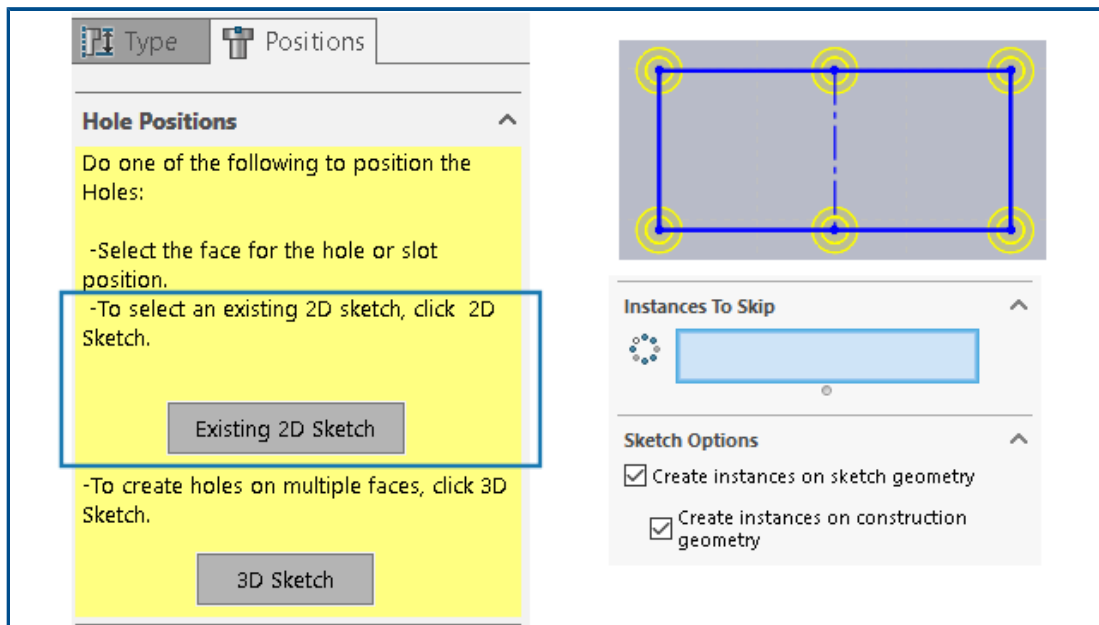 Type
Positions
Hole Positions
Do one of the following to position the
Holes:
-Select the face for the hole or slot
position.
-To select an existing 2D sketch, click 2D
Sketch.
Existing 2D Sketch
-To create holes on multiple faces, click 3D
Sketch.
3D Sketch
Instances To Skip
Sketch Options
Create instances on sketch geometry
Create instances on construction
geometry